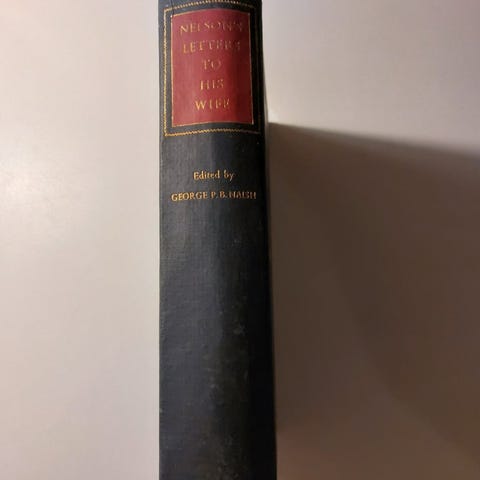 NELSON'S
LETTERS
TO
HIS
WIFE
Edited by
GEORGE P. B. NAISH